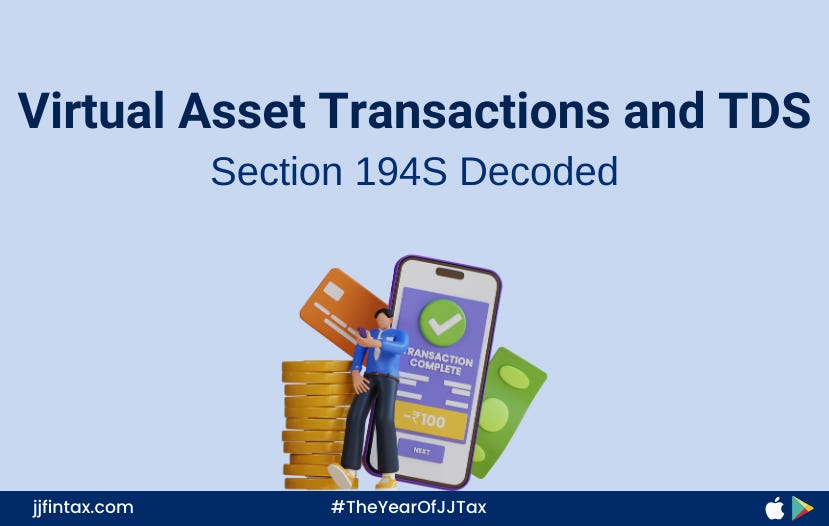 Virtual Asset Transactions and TDS
Section 194S Decoded
TRANSACTION
COMPLETE
-₹100
NEXT
jjfintax.com
#TheYearOfJJTax